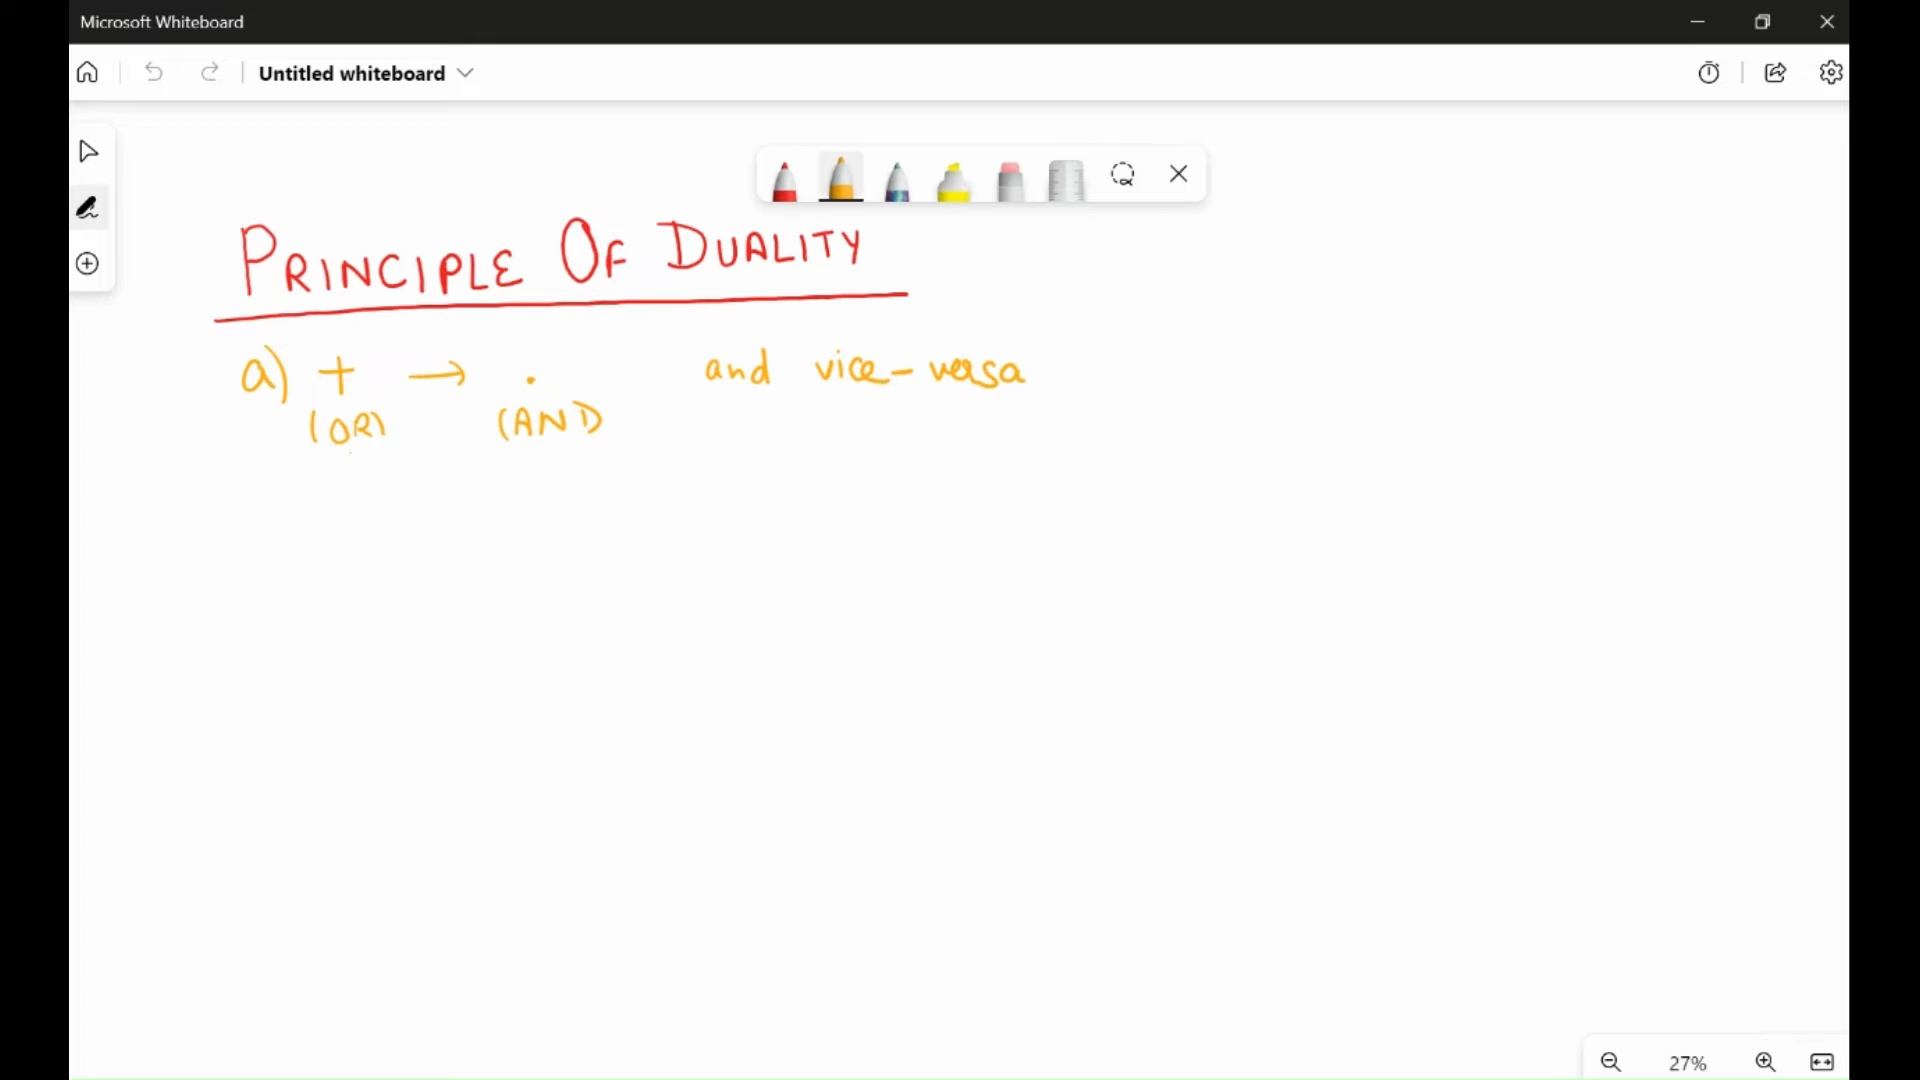 Microsoft Whiteboard
Untitled whiteboard
PRINCIPLE OF DUALITY
a) + → . and vice-versa
(OR) (AND
27%